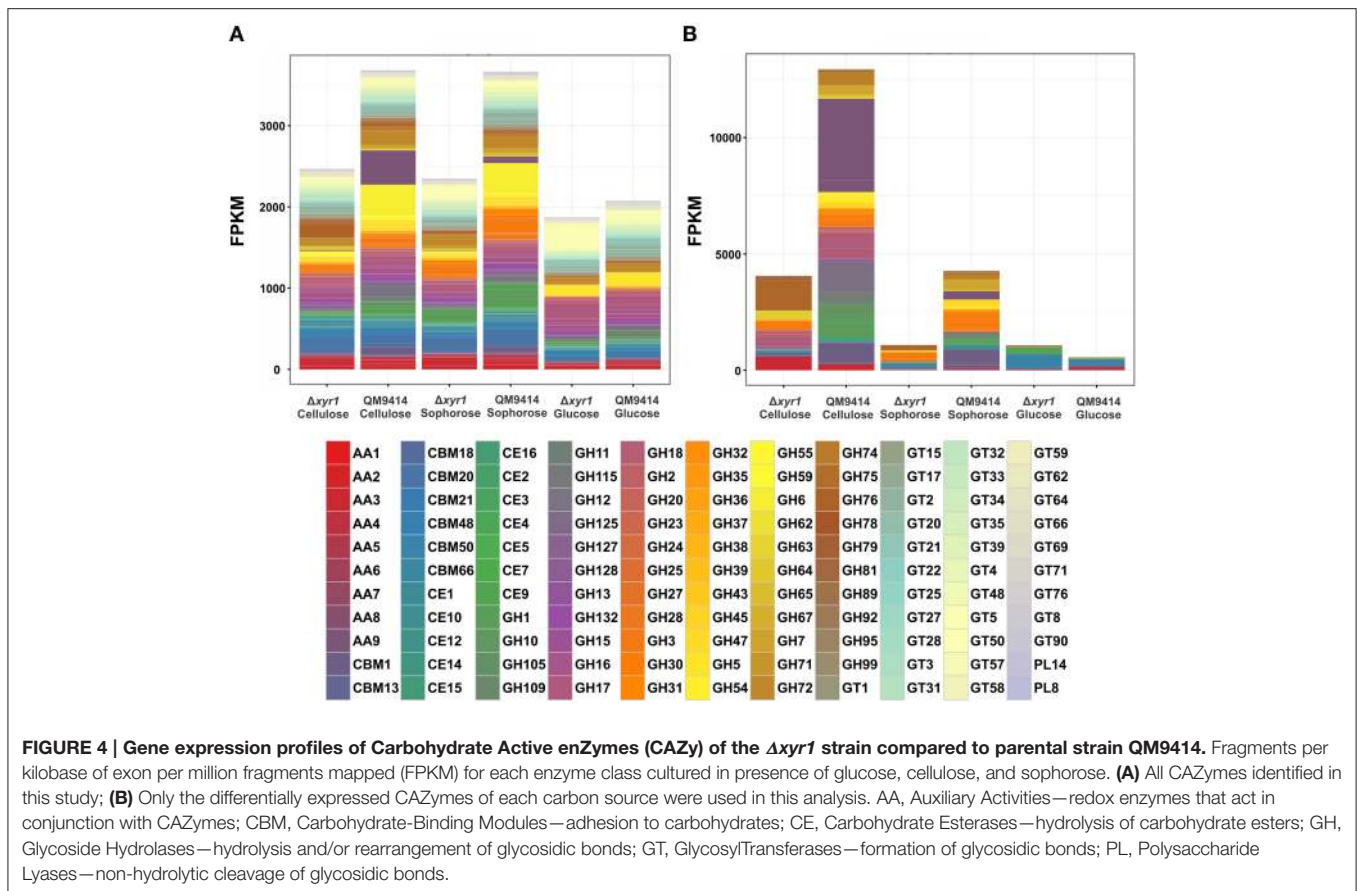 A
B
FPKM
3000
2000
1000
0
Δxyr1 Cellulose
QM9414 Cellulose
Δxyr1 Sophorose
QM9414 Sophorose
Δxyr1 Glucose
QM9414 Glucose
FPKM
10000
5000
0
Δxyr1 Cellulose
QM9414 Cellulose
Δxyr1 Sophorose
QM9414 Sophorose
Δxyr1 Glucose
QM9414 Glucose
AA1 CBM18 CE16 GH11 GH18 GH32 GH55 GH74 GT15 GT32 GT59
AA2 CBM20 CE2 GH115 GH2 GH35 GH59 GH75 GT17 GT33 GT62
AA3 CBM21 CE3 GH12 GH20 GH36 GH6 GH76 GT2 GT34 GT64
AA4 CBM48 CE4 GH125 GH23 GH37 GH62 GH78 GT20 GT35 GT66
AA5 CBM50 CE5 GH127 GH24 GH38 GH63 GH79 GT21 GT39 GT69
AA6 CBM66 CE7 GH128 GH25 GH39 GH64 GH81 GT22 GT4 GT71
AA7 CE1 CE9 GH13 GH27 GH43 GH65 GH89 GT25 GT48 GT76
AA8 CE10 GH1 GH132 GH28 GH45 GH67 GH92 GT27 GT5 GT8
AA9 CE12 GH10 GH15 GH3 GH47 GH7 GH95 GT28 GT50 GT90
CBM1 CE14 GH105 GH16 GH30 GH5 GH71 GH99 GT3 GT57 PL14
CBM13 CE15 GH109 GH17 GH31 GH54 GH72 GT1 GT31 GT58 PL8
FIGURE 4 | Gene expression profiles of Carbohydrate Active enZymes (CAZy) of the Δxyr1 strain compared to parental strain QM9414. Fragments per
kilobase of exon per million fragments mapped (FPKM) for each enzyme class cultured in presence of glucose, cellulose, and sophorose. (A) All CAZymes identified in
this study; (B) Only the differentially expressed CAZymes of each carbon source were used in this analysis. AA, Auxiliary Activities—redox enzymes that act in
conjunction with CAZymes; CBM, Carbohydrate-Binding Modules—adhesion to carbohydrates; CE, Carbohydrate Esterases—hydrolysis of carbohydrate esters; GH,
Glycoside Hydrolases—hydrolysis and/or rearrangement of glycosidic bonds; GT, GlycosylTransferases—formation of glycosidic bonds; PL, Polysaccharide
Lyases—non-hydrolytic cleavage of glycosidic bonds.